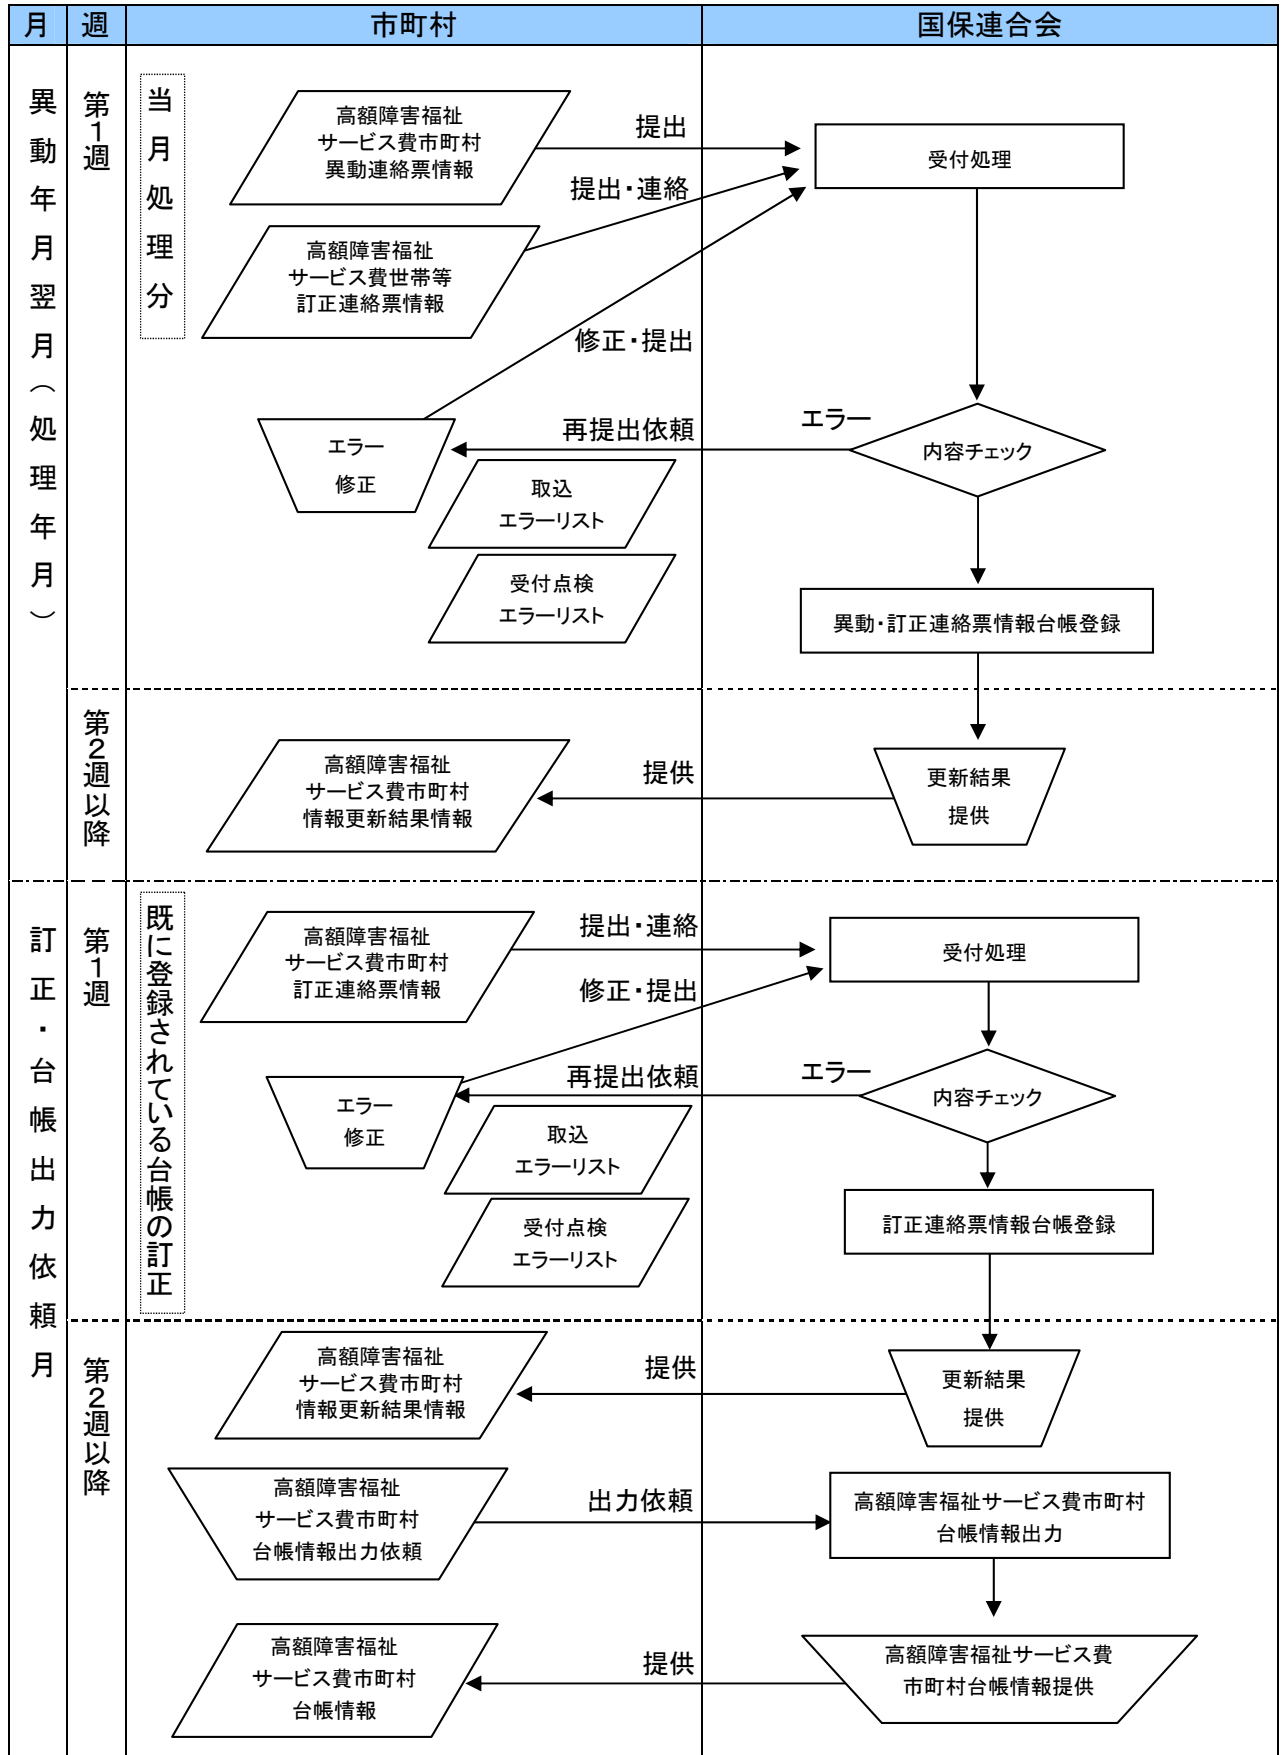 月
週
市町村
国保連合会
異動年月翌月（処理年月）
第1週
当月処理分
高額障害福祉
サービス費市町村
異動連絡票情報
提出
受付処理
提出・連絡
高額障害福祉
サービス費世帯等
訂正連絡票情報
修正・提出
エラー
修正
再提出依頼
エラー
内容チェック
取込
エラーリスト
受付点検
エラーリスト
異動・訂正連絡票情報台帳登録
第2週以降
高額障害福祉
サービス費市町村
情報更新結果情報
提供
更新結果
提供
訂正・台帳出力依頼月
第1週
既に登録されている台帳の訂正
高額障害福祉
サービス費市町村
訂正連絡票情報
提出・連絡
受付処理
修正・提出
エラー
修正
再提出依頼
エラー
内容チェック
取込
エラーリスト
受付点検
エラーリスト
訂正連絡票情報台帳登録
第2週以降
高額障害福祉
サービス費市町村
情報更新結果情報
提供
更新結果
提供
高額障害福祉
サービス費市町村
台帳情報出力依頼
出力依頼
高額障害福祉サービス費市町村
台帳情報出力
高額障害福祉
サービス費市町村
台帳情報
提供
高額障害福祉サービス費
市町村台帳情報提供